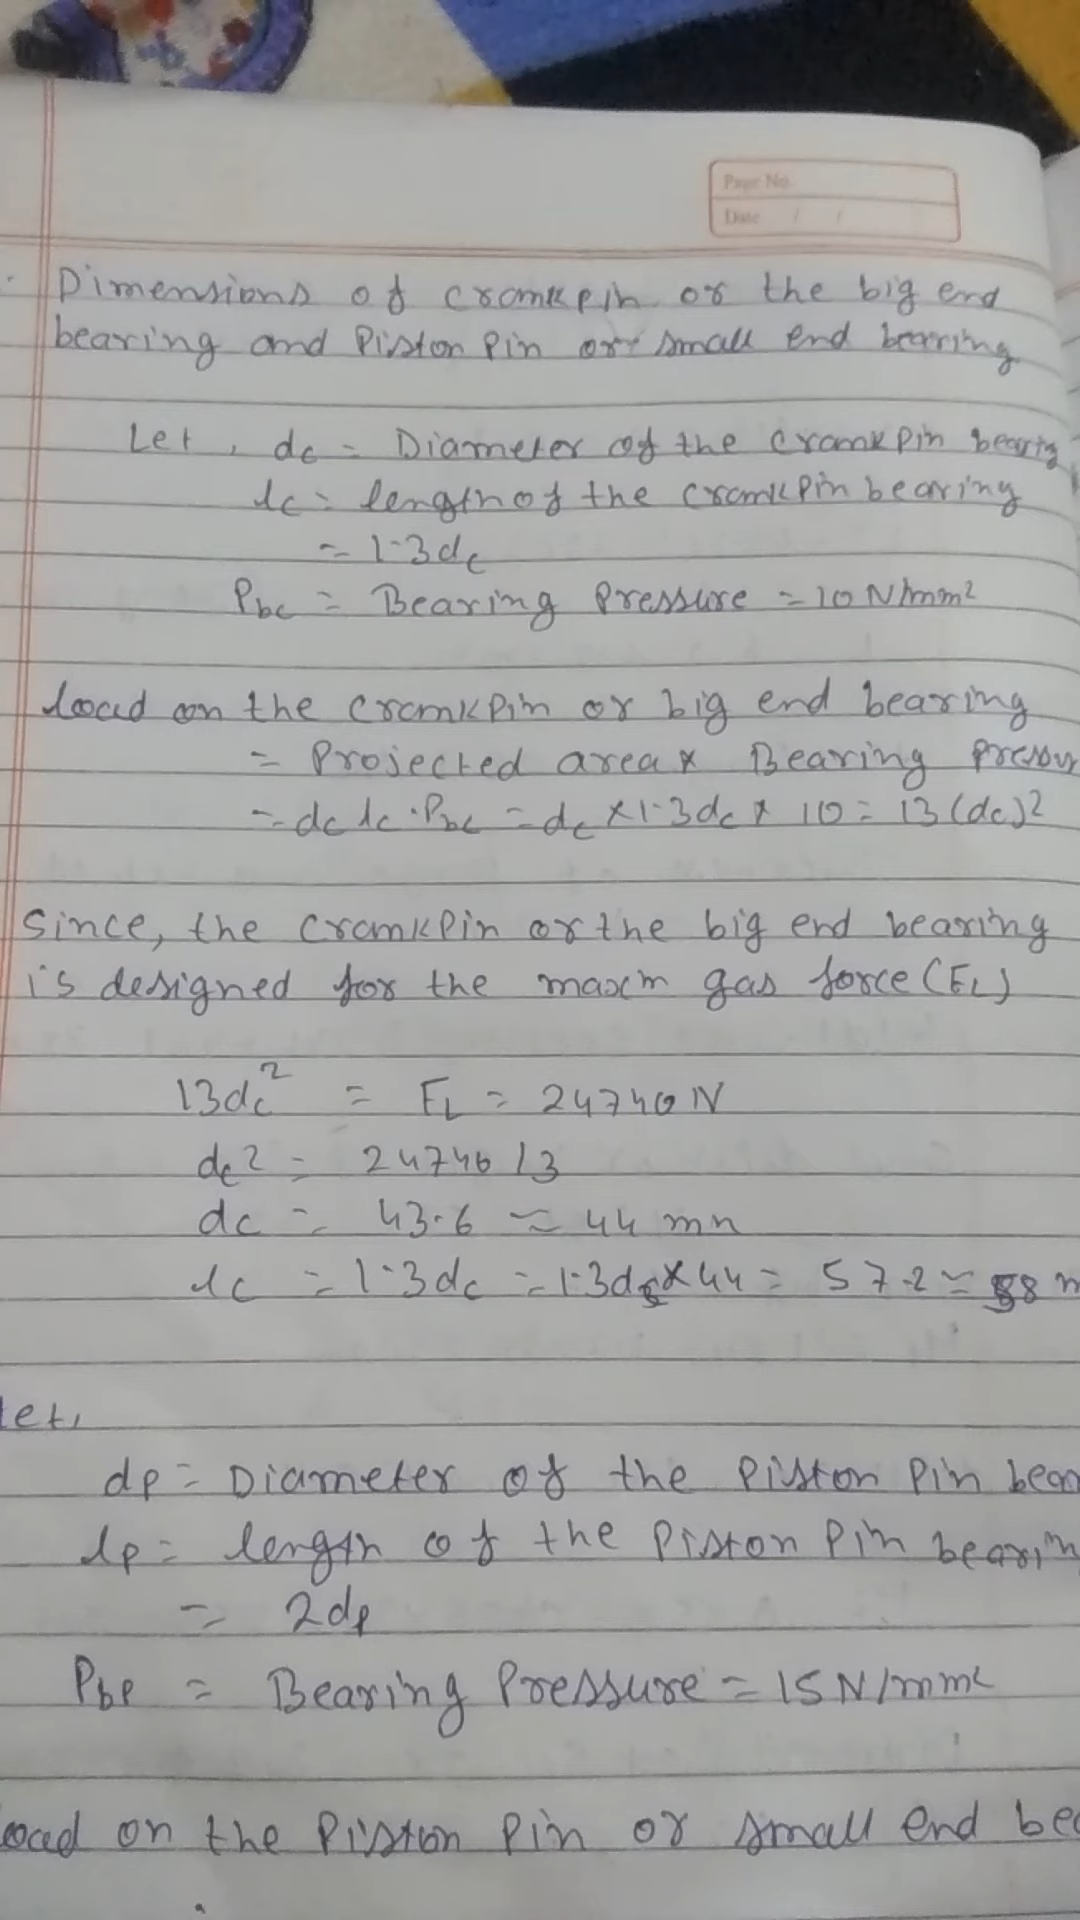 Page No.
Date / /
Dimensions of crankpin or the big end
bearing and Piston Pin or small end bearing
Let, dc = Diameter of the crankpin bearing
lc = length of the crankpin bearing
= 1.3dc
Pbc = Bearing Pressure = 10 N/mm²
load on the crankpin or big end bearing
= Projected area × Bearing Pressur
= dc lc . Pbc = dc × 1.3dc × 10 = 13 (dc)²
Since, the crankpin or the big end bearing
is designed for the maxm gas force (FL)
13dc² = FL = 24740 N
dc² = 24740 13
dc = 43.6 ≃ 44 mm
lc = 1.3dc = 1.3dc × 44 = 57.2 ≃ 58 m
let,
dp = Diameter of the Piston Pin bear
lp = length of the Piston Pin bearin
= 2dp
Pbp = Bearing Pressure = 15 N/mm²
oad on the Piston Pin or small end bea